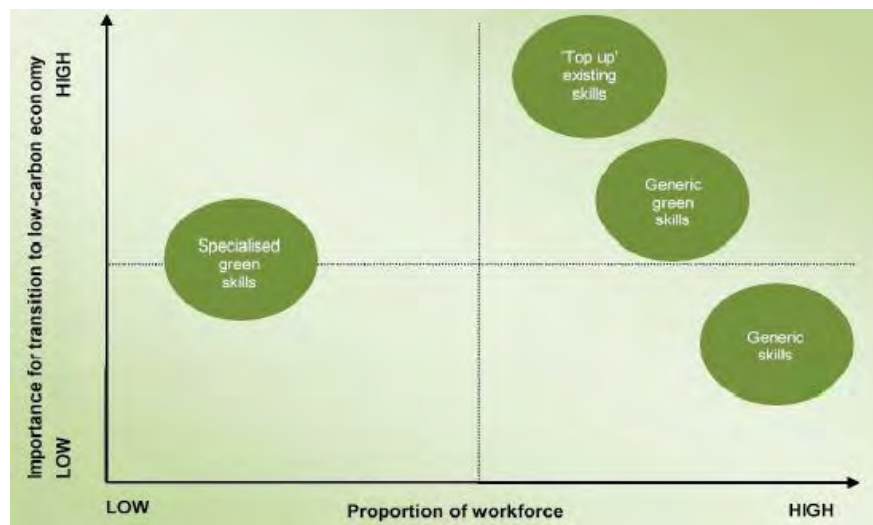 Importance for transition to low-carbon economy
HIGH
LOW
'Top up'
existing
skills
Generic
green
skills
Specialised
green
skills
Generic
skills
LOW
Proportion of workforce
HIGH